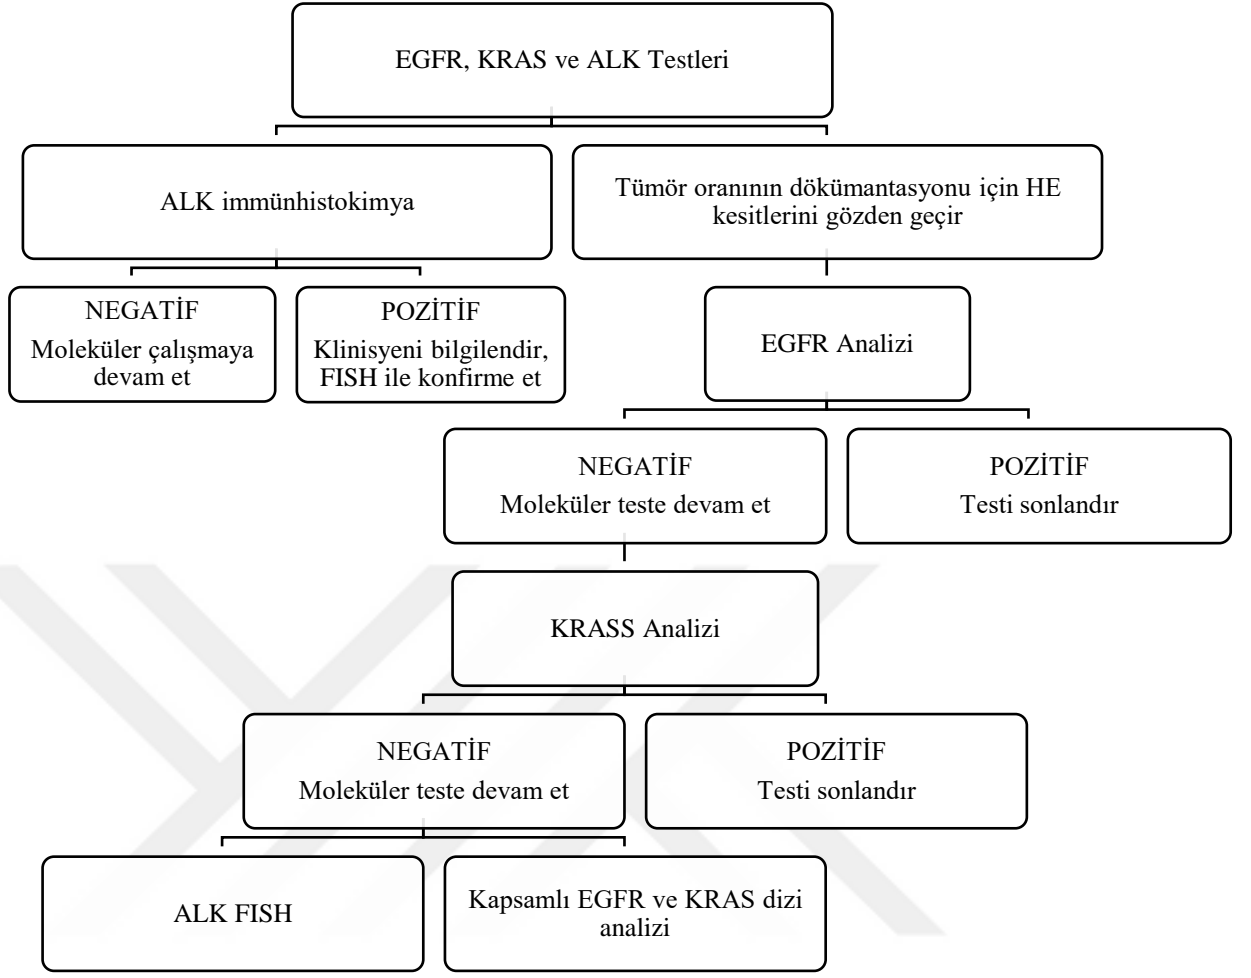 EGFR, KRAS ve ALK Testleri
ALK immünhistokimya
Tümör oranının dökümantasyonu için HE
kesitlerini gözden geçir
NEGATİF
Moleküler çalışmaya
devam et
POZİTİF
Klinisyeni bilgilendir,
FISH ile konfirme et
EGFR Analizi
NEGATİF
Moleküler teste devam et
POZİTİF
Testi sonlandır
KRASS Analizi
NEGATİF
Moleküler teste devam et
POZİTİF
Testi sonlandır
ALK FISH
Kapsamlı EGFR ve KRAS dizi
analizi